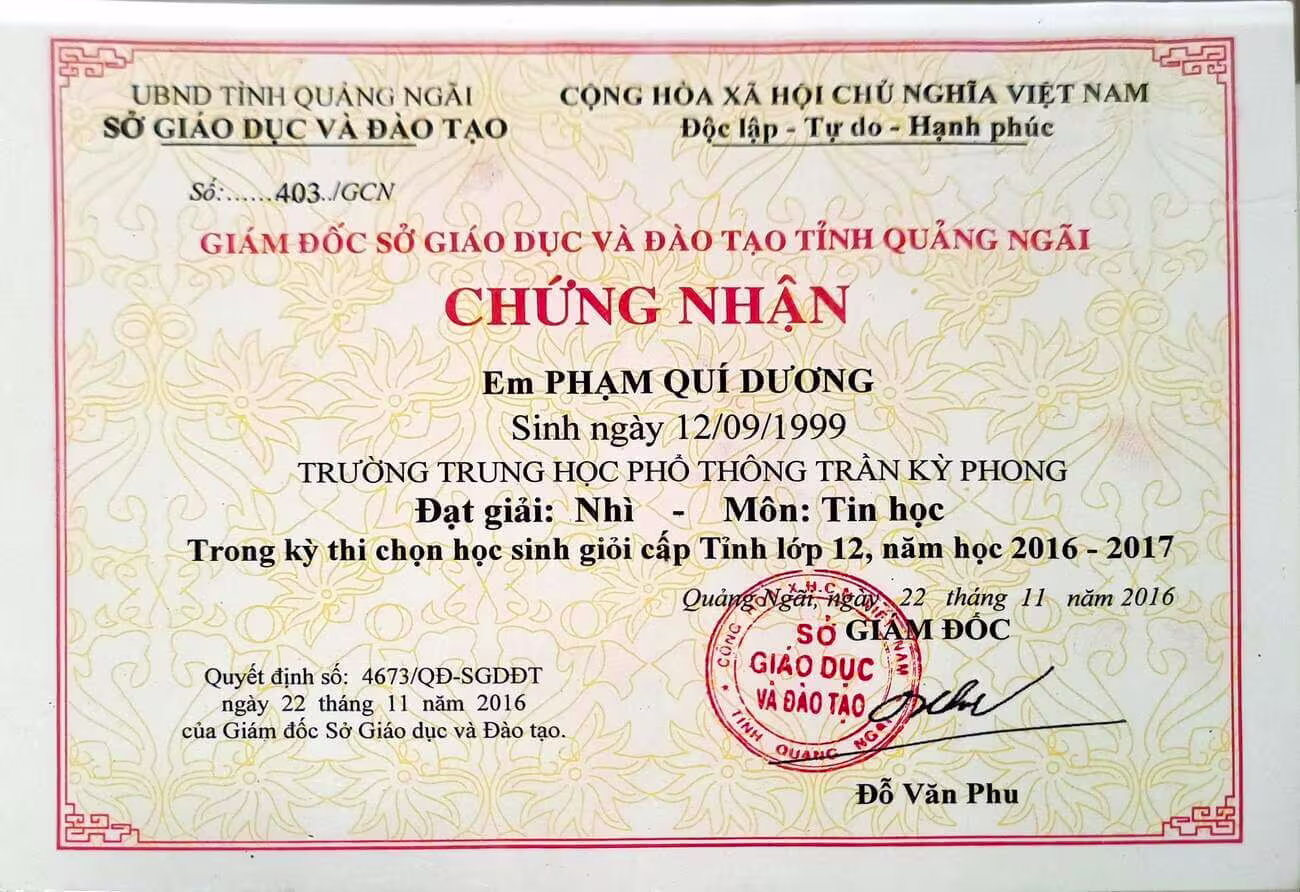 UBND TỈNH QUẢNG NGÃI
SỞ GIÁO DỤC VÀ ĐÀO TẠO
CỘNG HÒA XÃ HỘI CHỦ NGHĨA VIỆT NAM
Độc lập - Tự do - Hạnh phúc
Số:......403../GCN
GIÁM ĐỐC SỞ GIÁO DỤC VÀ ĐÀO TẠO TỈNH QUẢNG NGÃI
CHỨNG NHẬN
Em PHẠM QUÍ DƯƠNG
Sinh ngày 12/09/1999
TRƯỜNG TRUNG HỌC PHỔ THÔNG TRẦN KỲ PHONG
Đạt giải: Nhì - Môn: Tin học
Trong kỳ thi chọn học sinh giỏi cấp Tỉnh lớp 12, năm học 2016 - 2017
Quảng Ngãi, ngày 22 tháng 11 năm 2016
GIÁM ĐỐC
SỞ
GIÁO DỤC
VÀ ĐÀO TẠO
TỈNH QUẢNG NGÃI
Quyết định số: 4673/QĐ-SGDĐT
ngày 22 tháng 11 năm 2016
của Giám đốc Sở Giáo dục và Đào tạo.
Đỗ Văn Phu